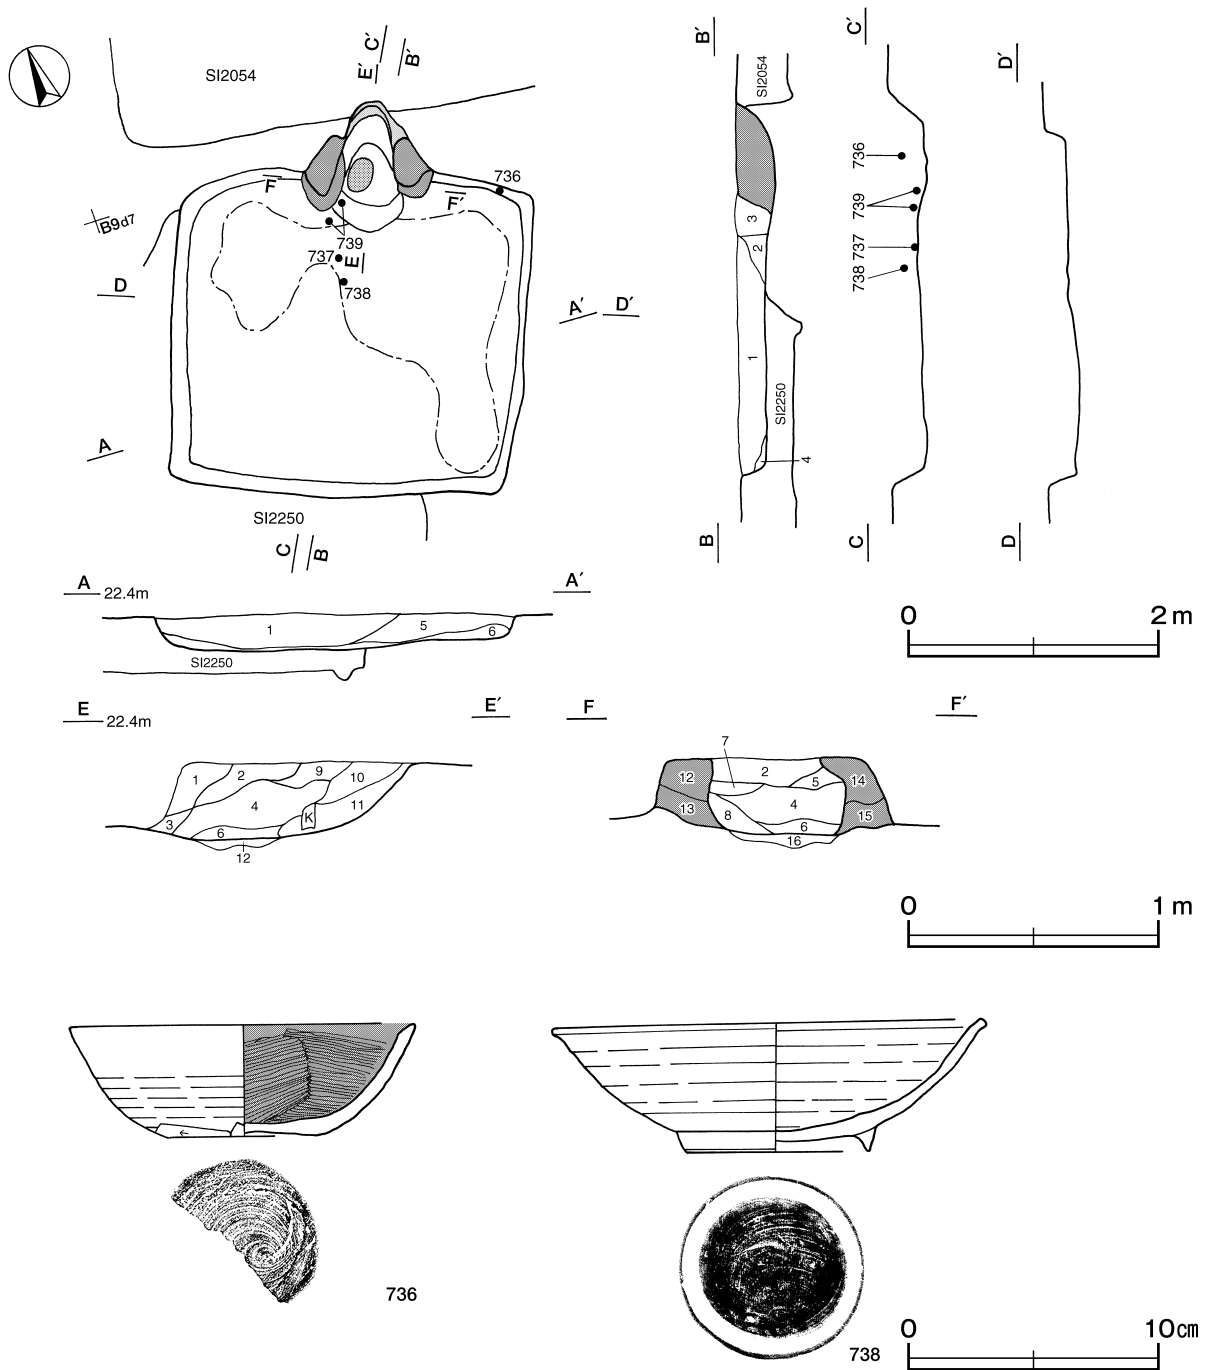 SI2054
E′
C′
B′
F
F′
736
B9d7
739
737
E
738
D
A′
D′
A
SI2250
C
B
B′
SI2054
3
2
1
SI2250
4
B
C′
736
739
737
738
C
D′
D
A
22.4m
A′
1
5
6
SI2250
0
2 m
E
22.4m
E′
1
2
9
10
4
11
K
3
6
12
F
F′
7
2
12
5
14
4
13
8
15
6
16
0
1 m
736
738
0
10㎝